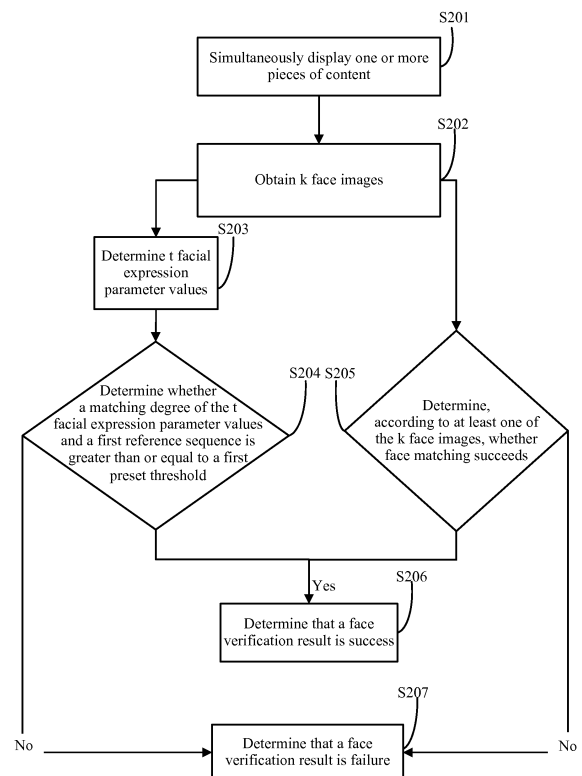 S201
Simultaneously display one or more
pieces of content
S202
Obtain k face images
S203
Determine t facial
expression
parameter values
S204
Determine whether
a matching degree of the t
facial expression parameter values
and a first reference sequence is
greater than or equal to a first
preset threshold
S205
Determine,
according to at least one of
the k face images, whether
face matching succeeds
Yes
S206
Determine that a face
verification result is success
S207
No
Determine that a face
verification result is failure
No